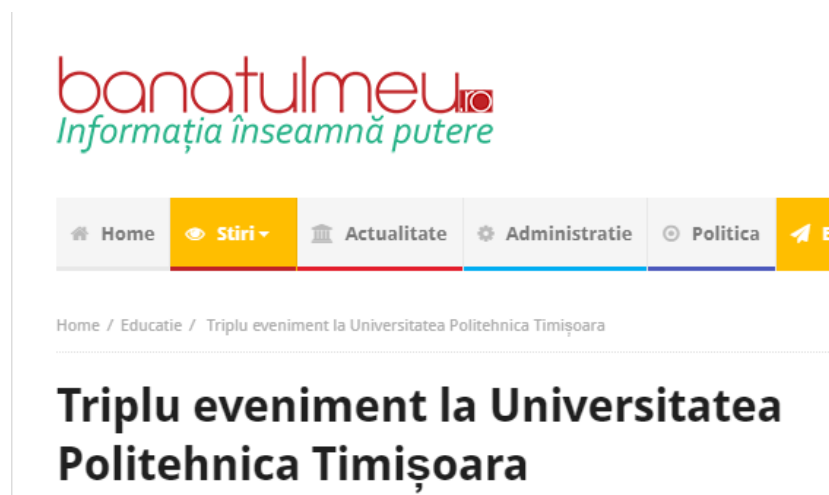 banatulmeu.ro
Informația înseamnă putere
Home Stiri Actualitate Administratie Politica
Home / Educatie / Triplu eveniment la Universitatea Politehnica Timișoara
Triplu eveniment la Universitatea
Politehnica Timișoara